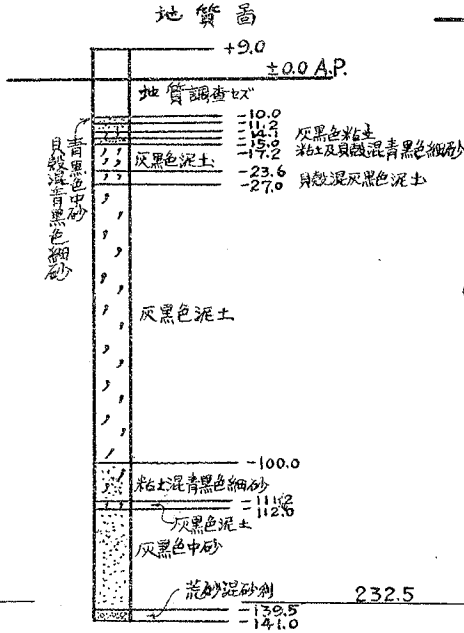 地質圖
+9.0
±0.0 A.P.
地質調査セズ
-10.0
-11.2
-14.1
-15.0
-17.2
灰黒色粘土
粘土及貝殻混青黒色細砂
灰黒色泥土
-23.6
-27.0
貝殻混灰黒色泥土
青黒色中砂
貝殻混青黒色細砂
灰黒色泥土
-100.0
粘土混青黒色細砂
-111.2
-112.6
灰黒色泥土
灰黒色中砂
荒砂混砂利
232.5
-139.5
-141.0